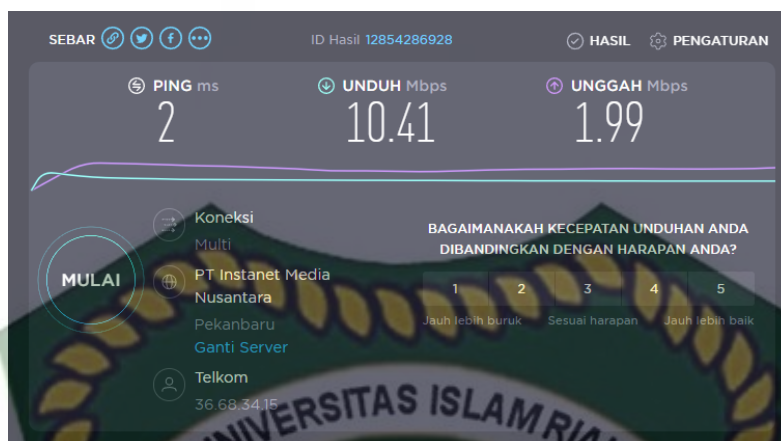 SEBAR
ID Hasil 12854286928
HASIL
PENGATURAN
PING ms
2
UNDUH Mbps
10.41
UNGGAH Mbps
1.99
MULAI
Koneksi
Multi
PT Instanet Media
Nusantara
Pekanbaru
Ganti Server
Telkom
36.68.34.15
BAGAIMANAKAH KECEPATAN UNDUHAN ANDA
DIBANDINGKAN DENGAN HARAPAN ANDA?
1 2 3 4 5
Jauh lebih buruk Sesuai harapan Jauh lebih baik
UNIVERSITAS ISLAM RIAU